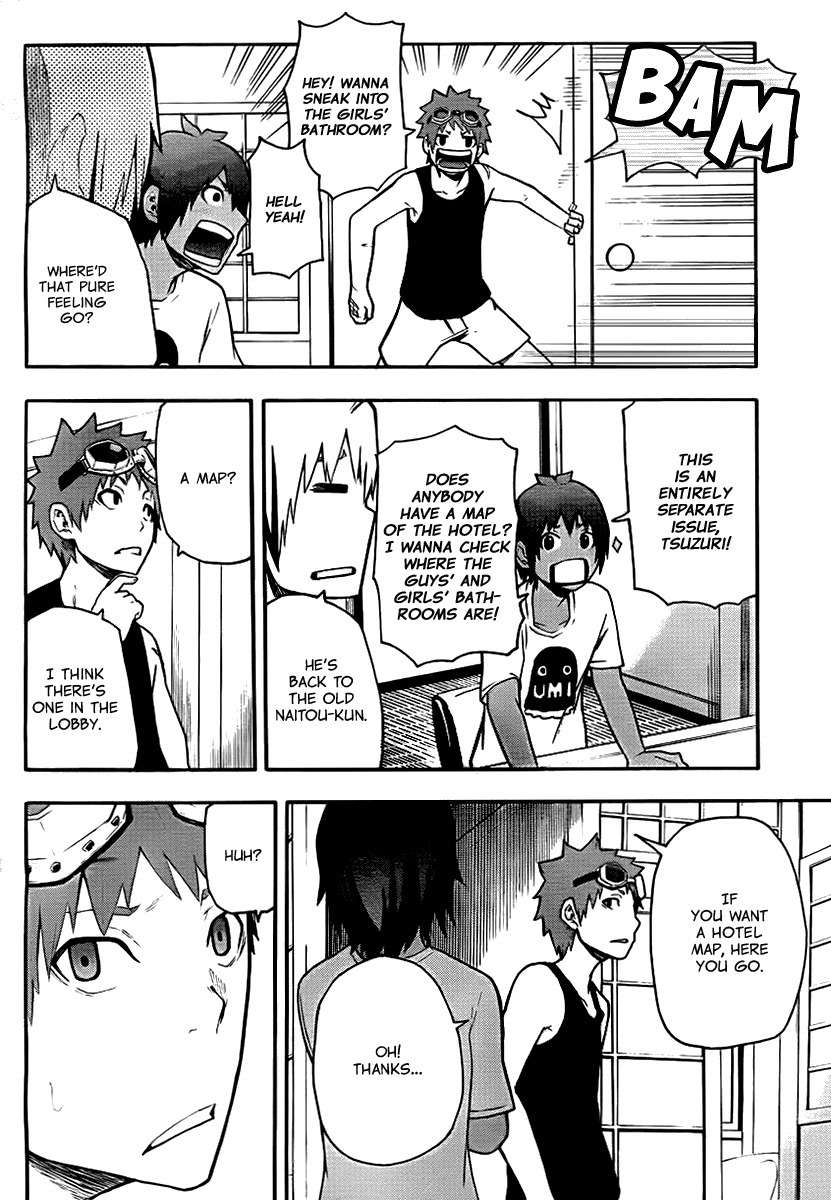 BAM
HEY! WANNA
SNEAK INTO
THE GIRLS'
BATHROOM?
HELL
YEAH!
WHERE'D
THAT PURE
FEELING
GO?
THIS
IS AN
ENTIRELY
SEPARATE
ISSUE,
TSUZURI!
DOES
ANYBODY
HAVE A MAP
OF THE HOTEL?
I WANNA CHECK
WHERE THE
GUYS' AND
GIRLS' BATH-
ROOMS ARE!
UMI
HE'S
BACK TO
THE OLD
NAITOU-KUN.
A MAP?
I THINK
THERE'S
ONE IN THE
LOBBY.
IF
YOU WANT
A HOTEL
MAP, HERE
YOU GO.
OH!
THANKS...
HUH?